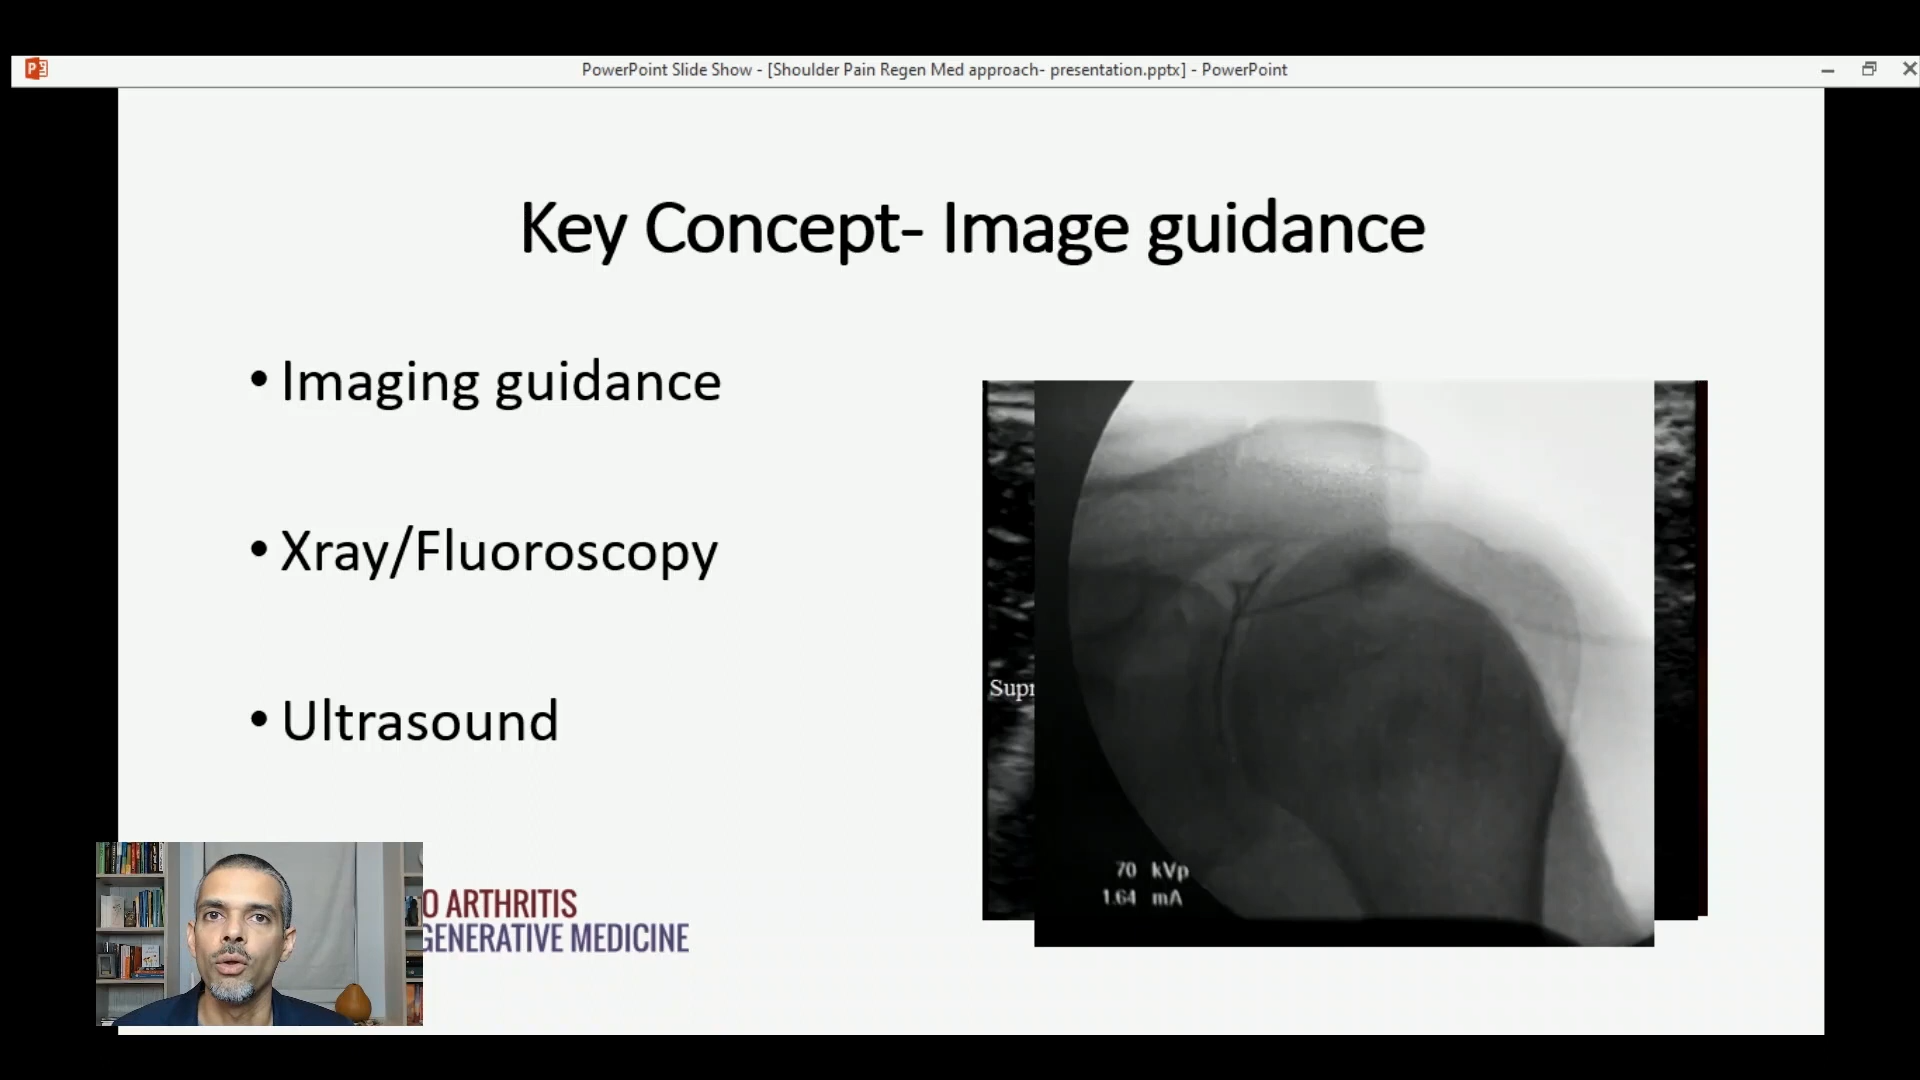 PowerPoint Slide Show - [Shoulder Pain Regen Med approach- presentation.pptx] - PowerPoint
Key Concept- Image guidance
• Imaging guidance
• Xray/Fluoroscopy
• Ultrasound
Supr
70 kVp
1.64 mA
O ARTHRITIS
GENERATIVE MEDICINE